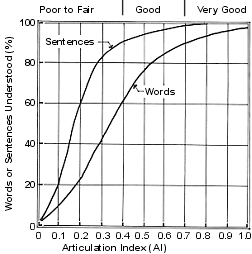 Poor to Fair Good Very Good
100
80
60
40
20
0
Words or Sentences Understood (%)
Sentences
Words
0 0.1 0.2 0.3 0.4 0.5 0.6 0.7 0.8 0.9 1.0
Articulation Index (AI)